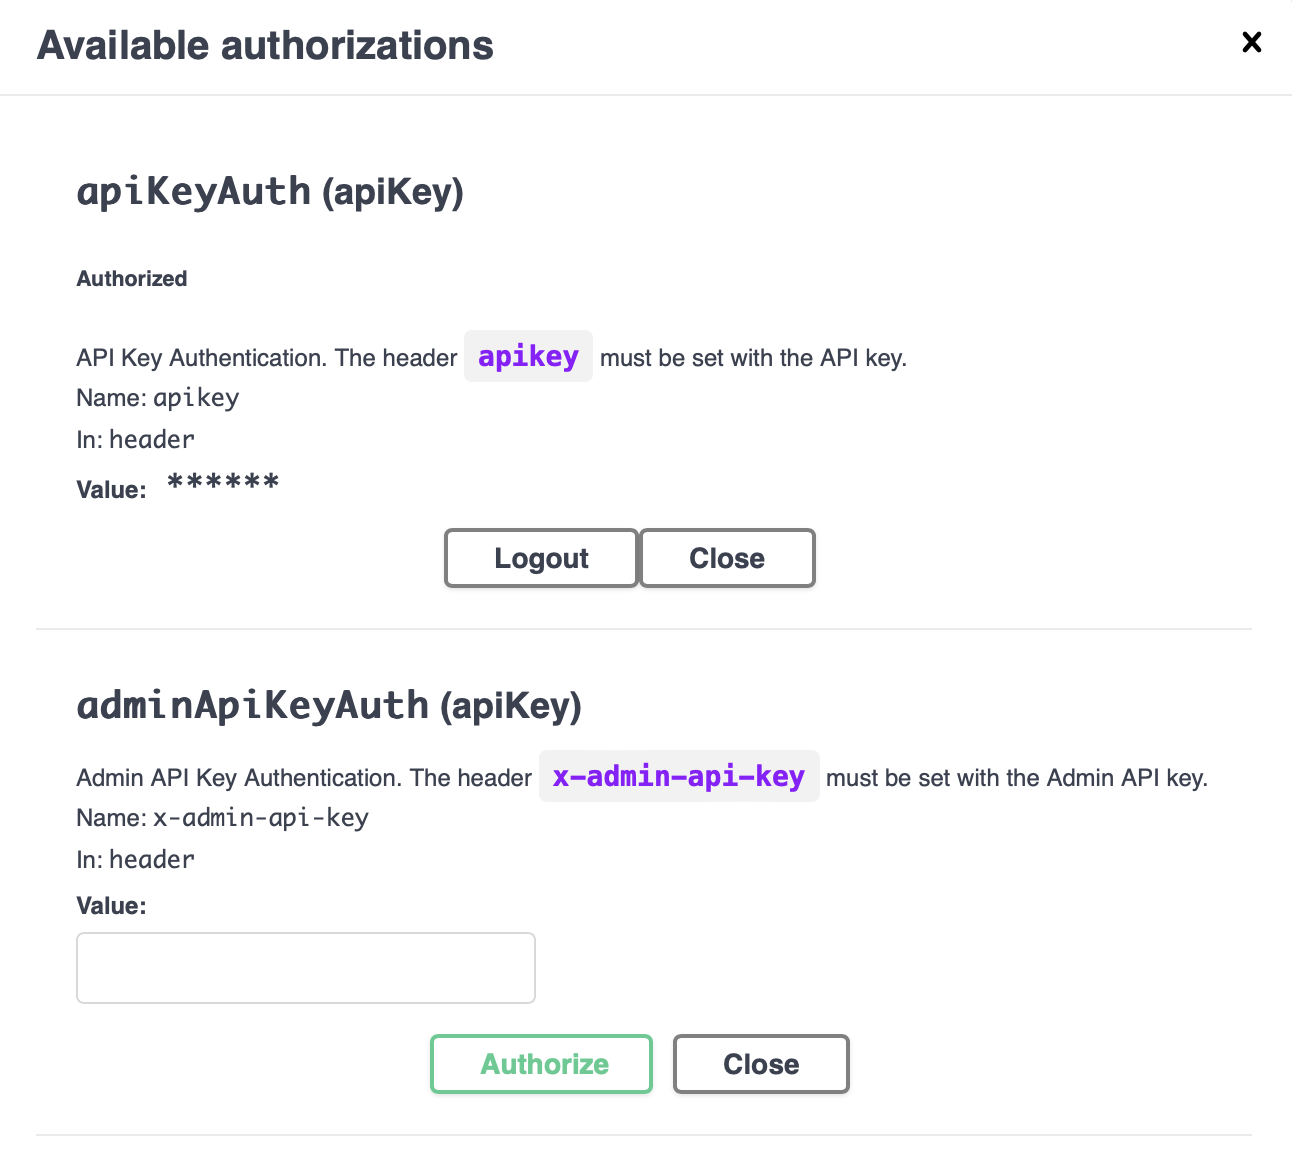 Available authorizations
apiKeyAuth (apiKey)
Authorized
API Key Authentication. The header apikey must be set with the API key.
Name: apikey
In: header
Value: ******
Logout Close
adminApiKeyAuth (apiKey)
Admin API Key Authentication. The header x-admin-api-key must be set with the Admin API key.
Name: x-admin-api-key
In: header
Value:
Authorize Close